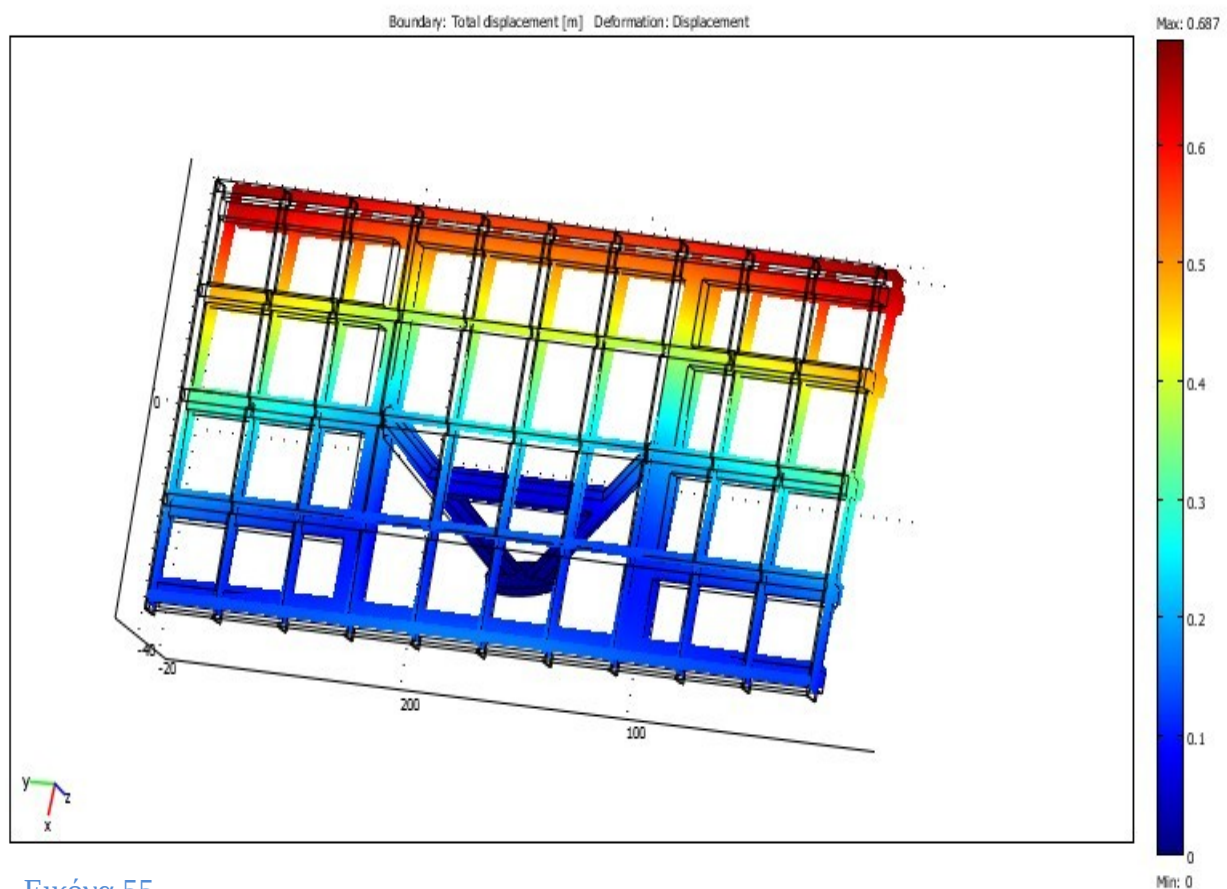 Boundary: Total displacement [m] Deformation: Displacement
Max: 0.687
0.6
0.5
0.4
0.3
0.2
0.1
0
Min: 0
0
-40
-20
200
100
y
z
x
Εικόνα 55